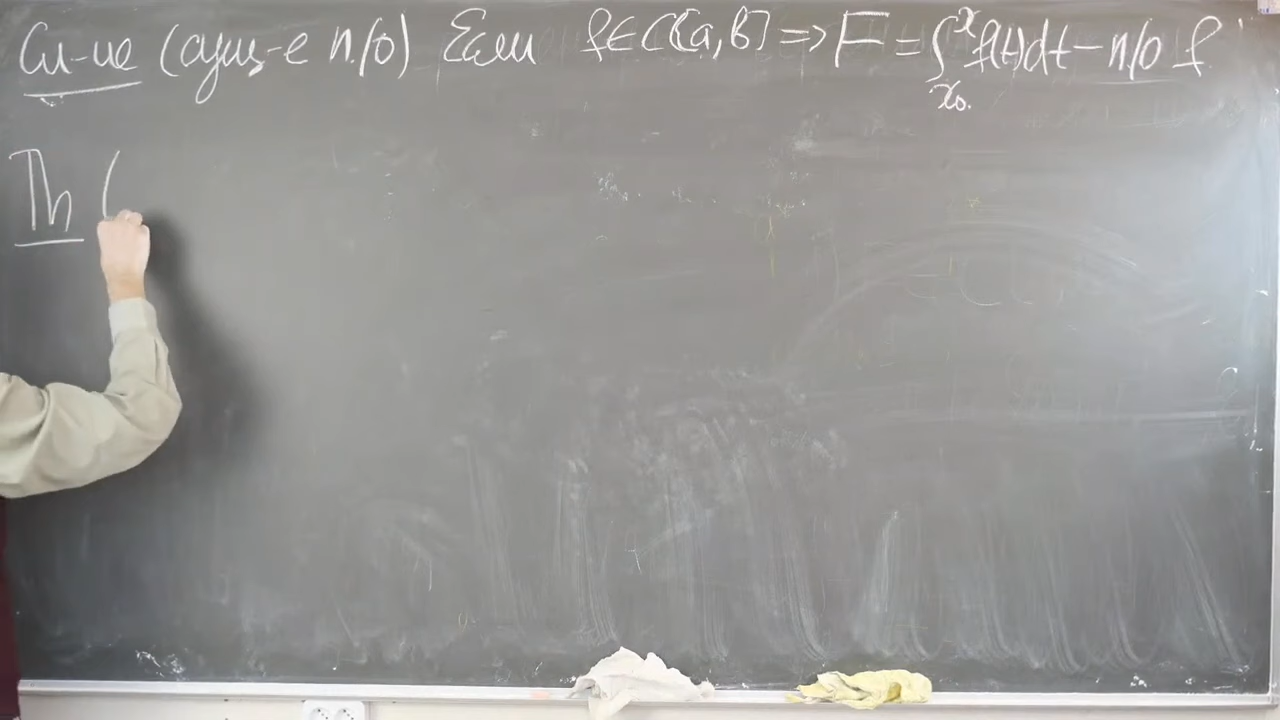 Сл-ие (сущ-е п/о) Если f∈C([a,b] ⇒ F = ∫_{x₀}^{x} f(t)dt – п/о f
Th (